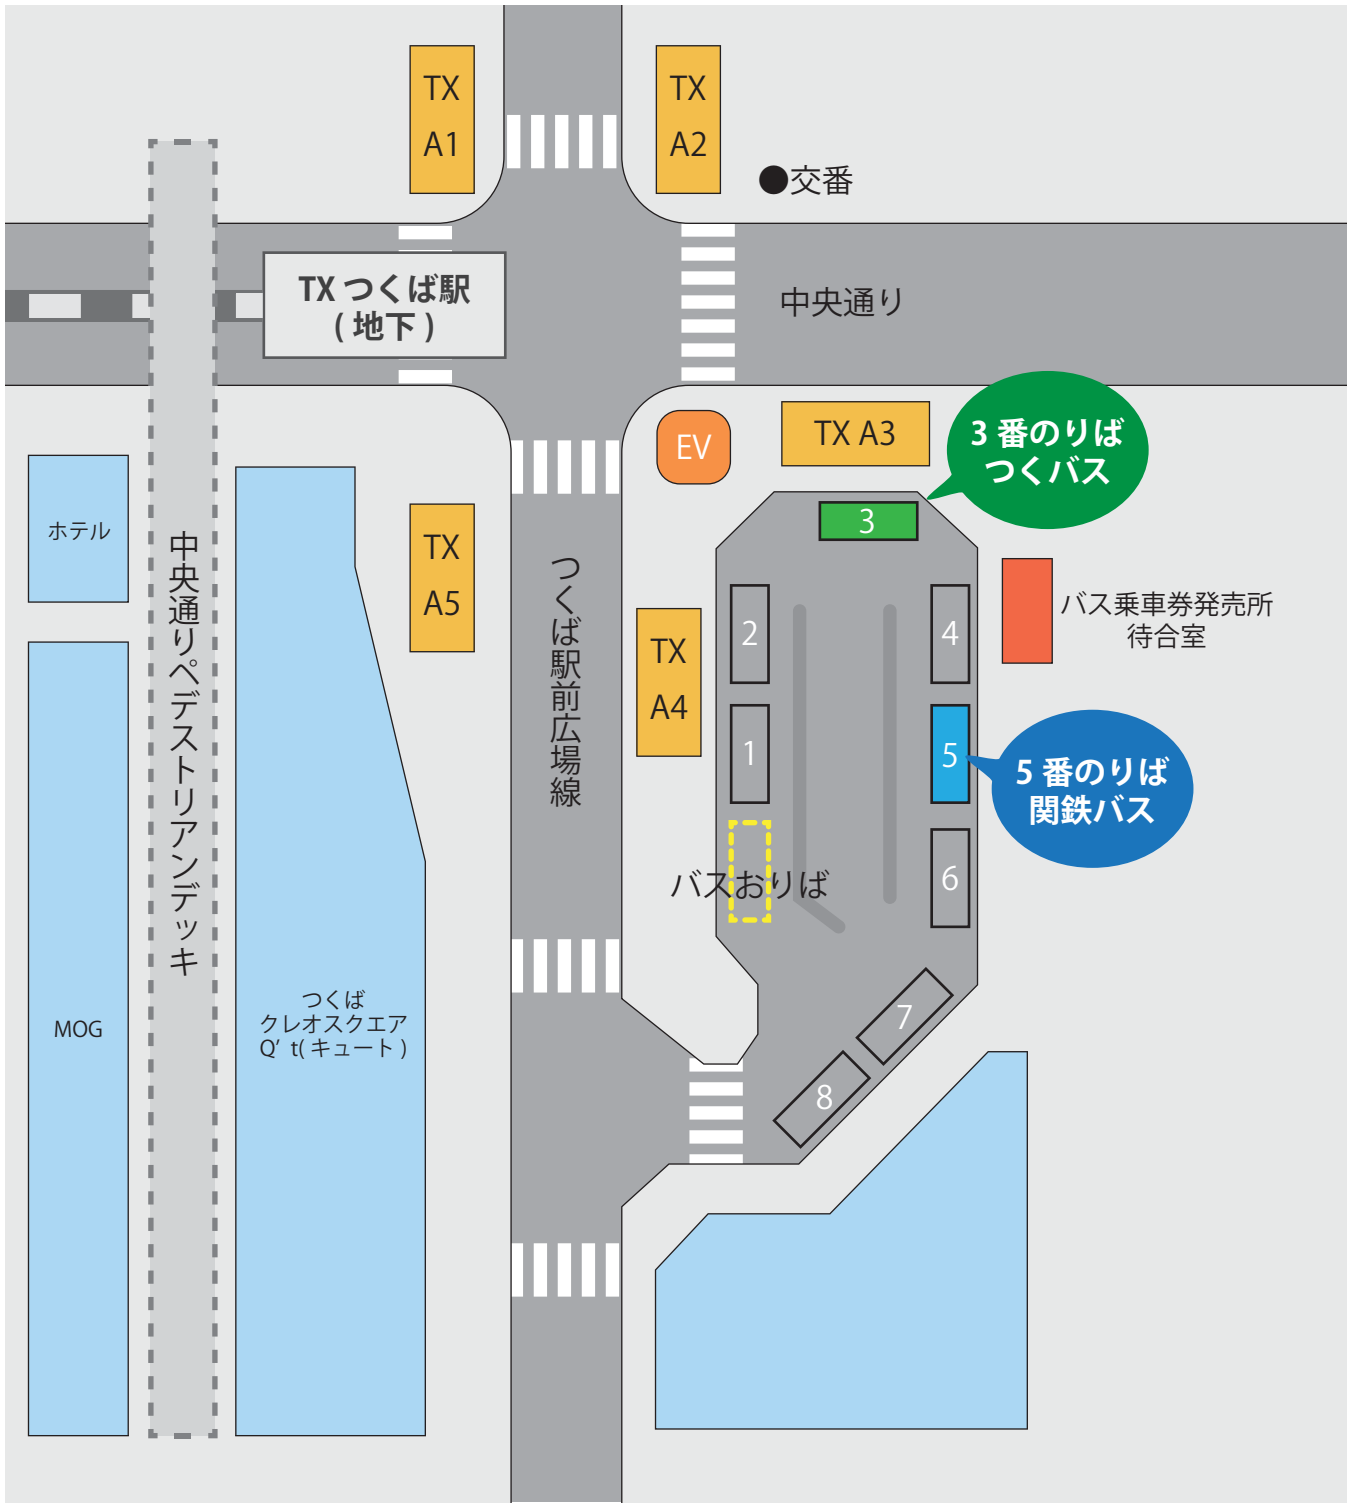 TX
A1
TX
A2
●交番
TX つくば駅
( 地下 )
中央通り
EV
TX A3
3 番のりば
つくバス
3
ホテル
中央通りペデストリアンデッキ
TX
A5
つくば駅前広場線
TX
A4
2
4
バス乗車券発売所
待合室
1
5
5 番のりば
関鉄バス
バスおりば
6
MOG
つくば
クレオスクエア
Q’ t( キュート )
7
8